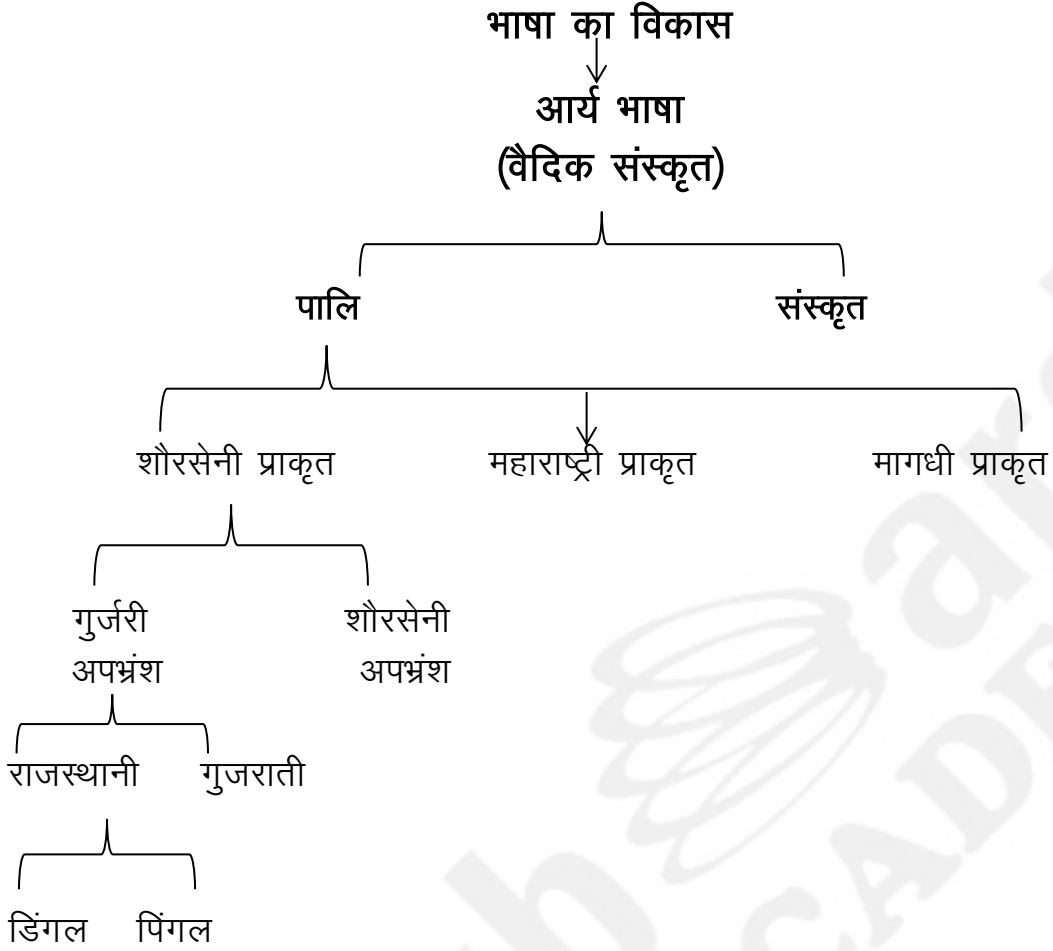 भाषा का विकास
आर्य भाषा
(वैदिक संस्कृत)
पालि संस्कृत
शौरसेनी प्राकृत महाराष्ट्री प्राकृत मागधी प्राकृत
गुर्जरी शौरसेनी
अपभ्रंश अपभ्रंश
राजस्थानी गुजराती
डिंगल पिंगल